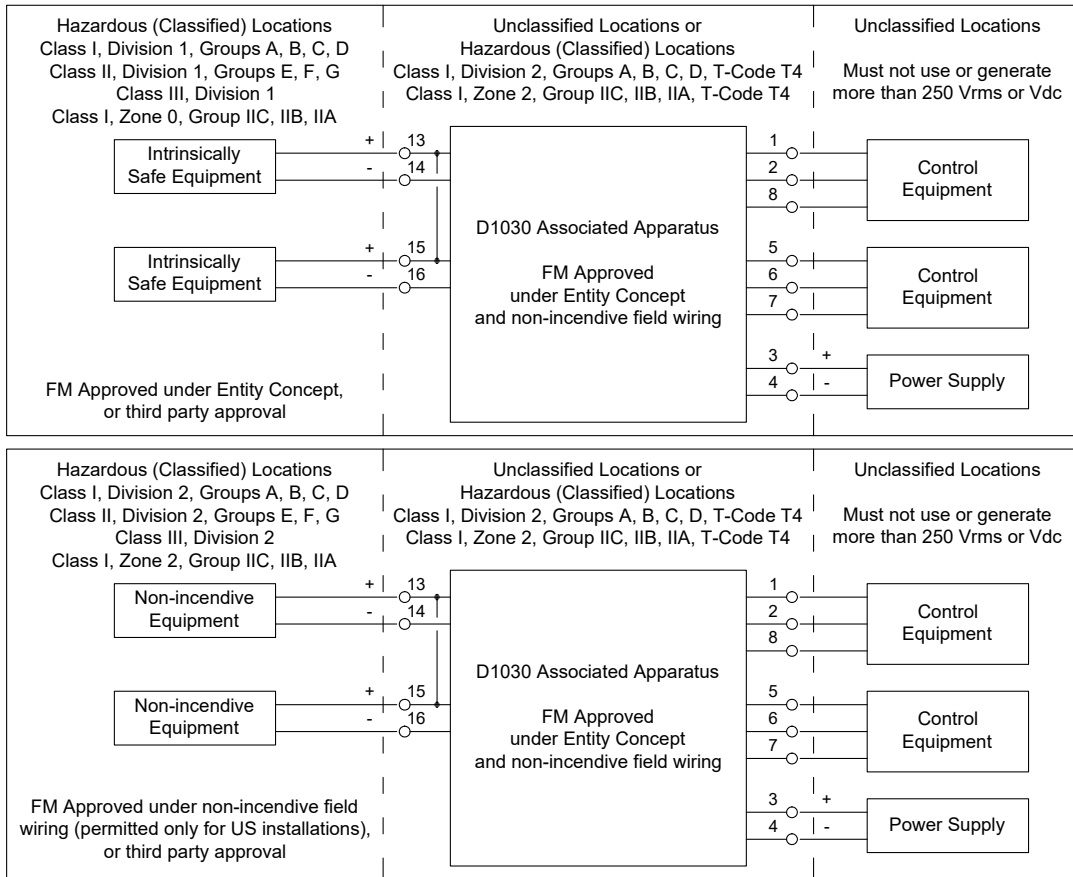 Hazardous (Classified) Locations
Class I, Division 1, Groups A, B, C, D
Class II, Division 1, Groups E, F, G
Class III, Division 1
Class I, Zone 0, Group IIC, IIB, IIA
Unclassified Locations or
Hazardous (Classified) Locations
Class I, Division 2, Groups A, B, C, D, T-Code T4
Class I, Zone 2, Group IIC, IIB, IIA, T-Code T4
Unclassified Locations
Must not use or generate
more than 250 Vrms or Vdc
Intrinsically
Safe Equipment
+
-
13
14
Intrinsically
Safe Equipment
+
-
15
16
FM Approved under Entity Concept,
or third party approval
D1030 Associated Apparatus
FM Approved
under Entity Concept
and non-incendive field wiring
1
2
8
Control
Equipment
5
6
7
Control
Equipment
3
4
+
-
Power Supply
Hazardous (Classified) Locations
Class I, Division 2, Groups A, B, C, D
Class II, Division 2, Groups E, F, G
Class III, Division 2
Class I, Zone 2, Group IIC, IIB, IIA
Unclassified Locations or
Hazardous (Classified) Locations
Class I, Division 2, Groups A, B, C, D, T-Code T4
Class I, Zone 2, Group IIC, IIB, IIA, T-Code T4
Unclassified Locations
Must not use or generate
more than 250 Vrms or Vdc
Non-incendive
Equipment
+
-
13
14
Non-incendive
Equipment
+
-
15
16
FM Approved under non-incendive field
wiring (permitted only for US installations),
or third party approval
D1030 Associated Apparatus
FM Approved
under Entity Concept
and non-incendive field wiring
1
2
8
Control
Equipment
5
6
7
Control
Equipment
3
4
+
-
Power Supply